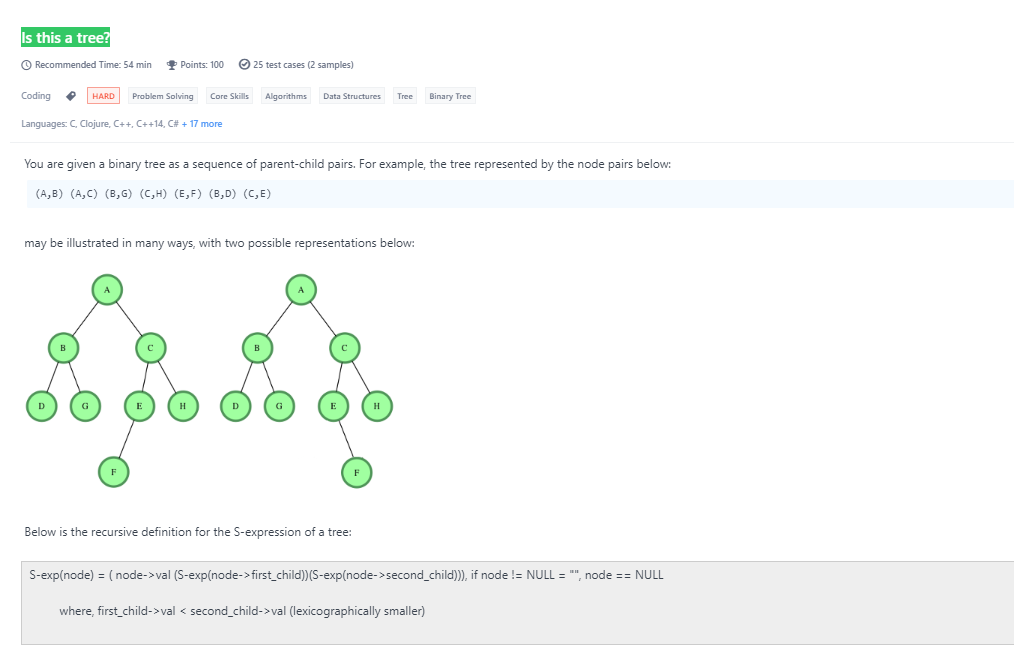 Is this a tree?
Recommended Time: 54 min Points: 100 25 test cases (2 samples)
Coding HARD Problem Solving Core Skills Algorithms Data Structures Tree Binary Tree
Languages: C, Clojure, C++, C++14, C# + 17 more
You are given a binary tree as a sequence of parent-child pairs. For example, the tree represented by the node pairs below:
(A,B) (A,C) (B,G) (C,H) (E,F) (B,D) (C,E)
may be illustrated in many ways, with two possible representations below:
A A
B C B C
D G E H D G E H
F F
Below is the recursive definition for the S-expression of a tree:
S-exp(node) = ( node->val (S-exp(node->first_child))(S-exp(node->second_child))), if node != NULL = "", node == NULL
where, first_child->val < second_child->val (lexicographically smaller)